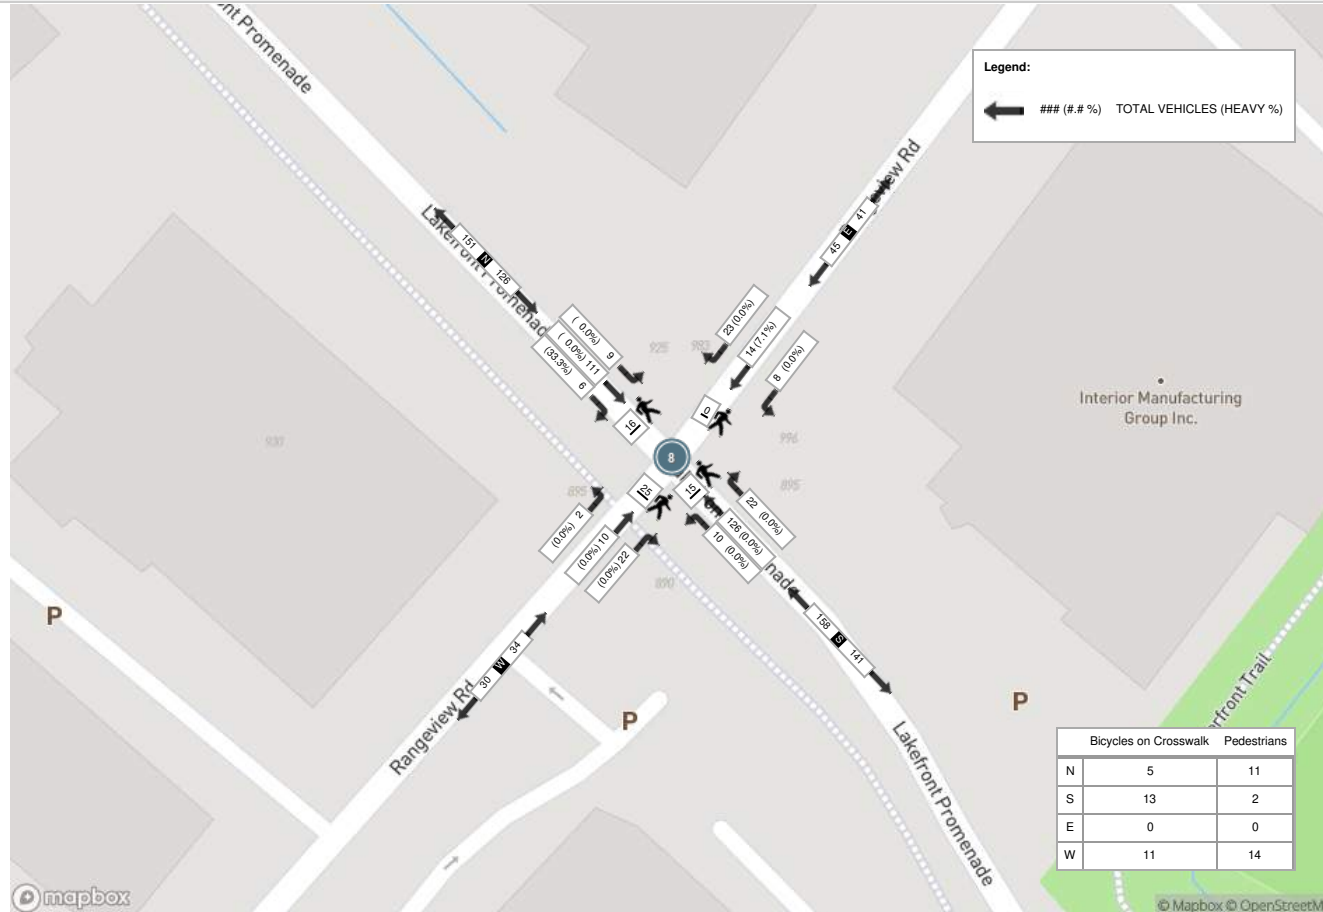 nt Promenade
Legend:
### (#.# %) TOTAL VEHICLES (HEAVY %)
view Rd
41
E
45
Lakefront Promenade
151
N
126
( 0.0%) 9
( 0.0%) 111
(33.3%) 6
925
983
23 (0.0%)
14 (7.1%)
8 (0.0%)
Interior Manufacturing
Group Inc.
16
0
930
996
8
895
25
15
895
(0.0%) 2
(0.0%) 10
(0.0%) 22
22 (0.0%)
126 (0.0%)
10 (0.0%)
890
nade
P
158
S
141
34
W
30
Rangeview Rd
P
P
erfront Trail
Lakefront Promenade
Bicycles on Crosswalk Pedestrians
N 5 11
S 13 2
E 0 0
W 11 14
mapbox
© Mapbox © OpenStreetM